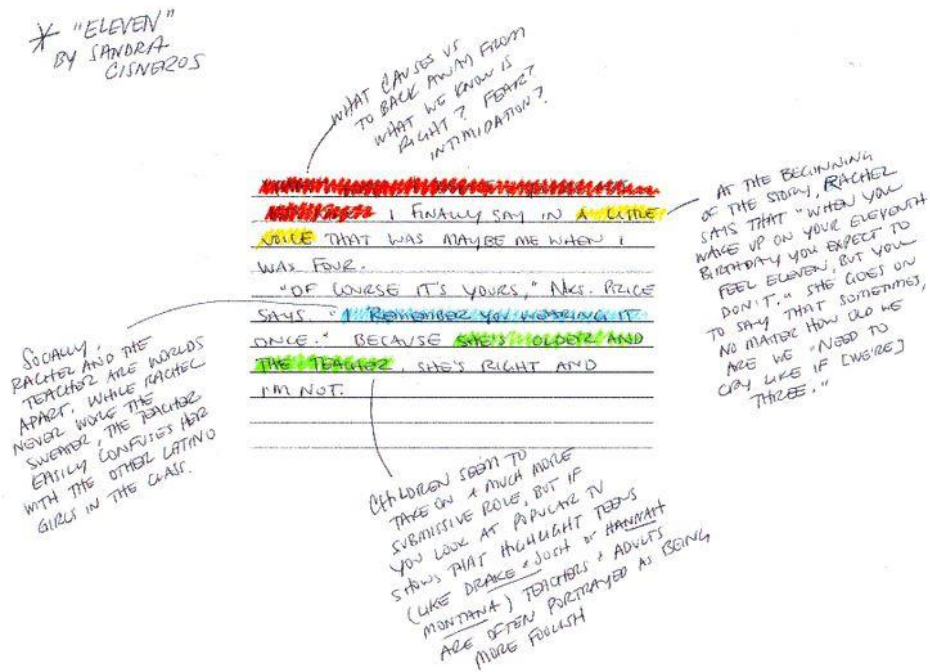 * "ELEVEN"
BY SANDRA
CISNEROS
WHAT CAUSES US
TO BACK AWAY FROM
WHAT WE KNOW IS
RIGHT? FEAR?
INTIMIDATION?
I FINALLY SAY IN A LITTLE
VOICE THAT WAS MAYBE ME WHEN I
WAS FOUR.
"OF COURSE IT'S YOURS," MRS. PRICE
SAYS. "I REMEMBER YOU WEARING IT
ONCE." BECAUSE SHE'S OLDER AND
THE TEACHER, SHE'S RIGHT AND
I'M NOT.
AT THE BEGINNING
OF THE STORY, RACHEL
SAYS THAT "WHEN YOU
WAKE UP ON YOUR ELEVENTH
BIRTHDAY YOU EXPECT TO
FEEL ELEVEN, BUT YOU
DON'T." SHE GOES ON
TO SAY THAT SOMETIMES,
NO MATTER HOW OLD WE
ARE WE "NEED TO
CRY LIKE IF [WE'RE]
THREE."
SOCIALLY,
RACHEL AND THE
TEACHER ARE WORLDS
APART. WHILE RACHEL
NEVER WORE THE
SWEATER, THE TEACHER
EASILY CONFUSES HER
WITH THE OTHER LATINO
GIRLS IN THE CLASS.
CHILDREN SEEM TO
TAKE ON A MUCH MORE
SUBMISSIVE ROLE, BUT IF
YOU LOOK AT POPULAR TV
SHOWS THAT HIGHLIGHT TEENS
(LIKE DRAKE & JOSH OR HANNAH
MONTANA) TEACHERS & ADULTS
ARE OFTEN PORTRAYED AS BEING
MORE FOOLISH